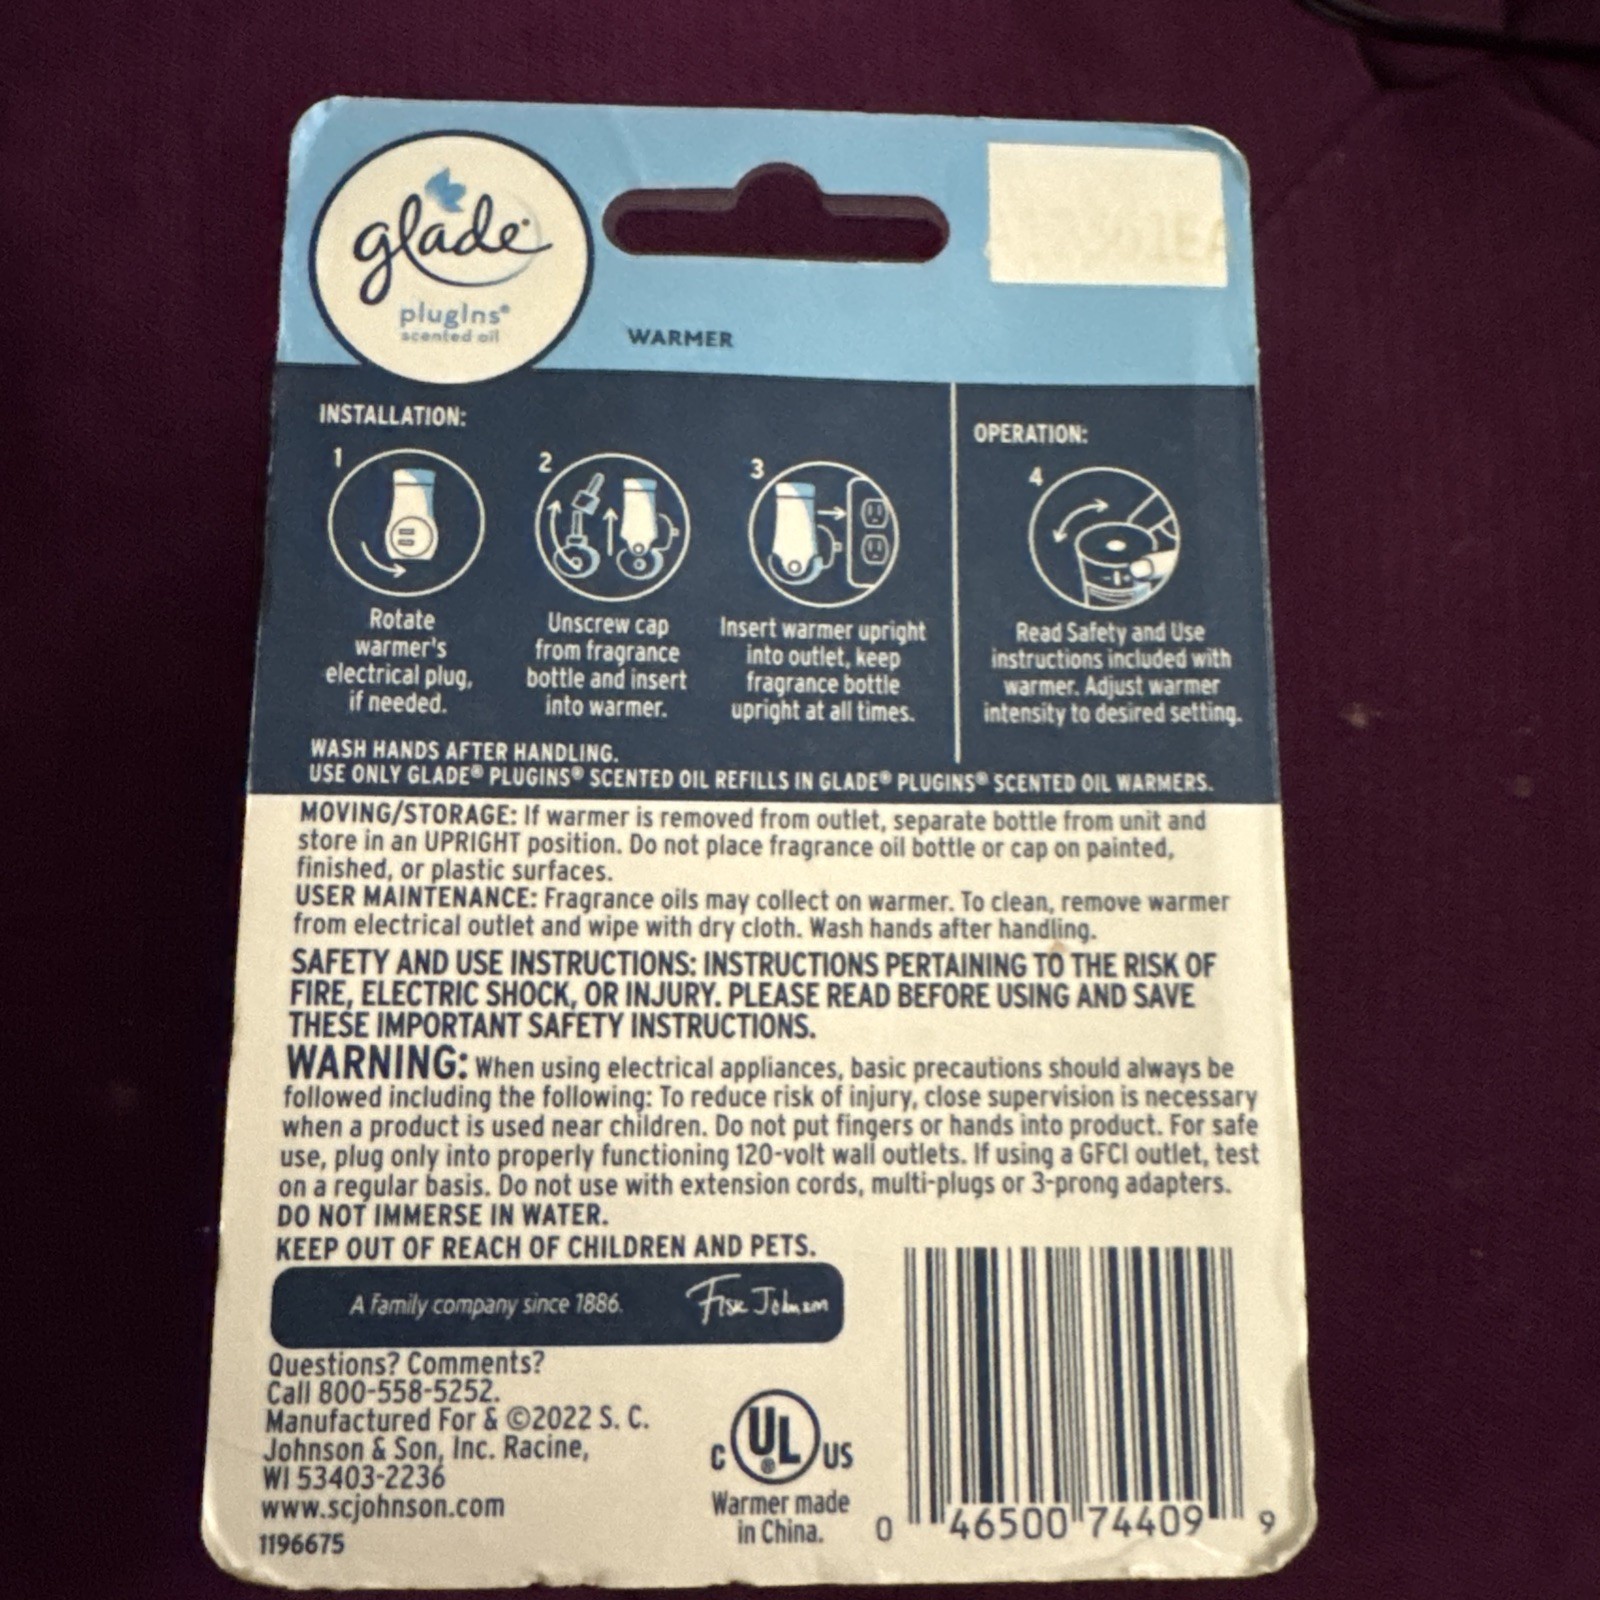 glade
plugIns®
scented oil
WARMER
INSTALLATION:
1
Rotate
warmer's
electrical plug,
if needed.
2
Unscrew cap
from fragrance
bottle and insert
into warmer.
3
Insert warmer upright
into outlet, keep
fragrance bottle
upright at all times.
OPERATION:
4
Read Safety and Use
instructions included with
warmer. Adjust warmer
intensity to desired setting.
WASH HANDS AFTER HANDLING.
USE ONLY GLADE® PLUGINS® SCENTED OIL REFILLS IN GLADE® PLUGINS® SCENTED OIL WARMERS.
MOVING/STORAGE: If warmer is removed from outlet, separate bottle from unit and
store in an UPRIGHT position. Do not place fragrance oil bottle or cap on painted,
finished, or plastic surfaces.
USER MAINTENANCE: Fragrance oils may collect on warmer. To clean, remove warmer
from electrical outlet and wipe with dry cloth. Wash hands after handling.
SAFETY AND USE INSTRUCTIONS: INSTRUCTIONS PERTAINING TO THE RISK OF
FIRE, ELECTRIC SHOCK, OR INJURY. PLEASE READ BEFORE USING AND SAVE
THESE IMPORTANT SAFETY INSTRUCTIONS.
WARNING: When using electrical appliances, basic precautions should always be
followed including the following: To reduce risk of injury, close supervision is necessary
when a product is used near children. Do not put fingers or hands into product. For safe
use, plug only into properly functioning 120-volt wall outlets. If using a GFCI outlet, test
on a regular basis. Do not use with extension cords, multi-plugs or 3-prong adapters.
DO NOT IMMERSE IN WATER.
KEEP OUT OF REACH OF CHILDREN AND PETS.
A family company since 1886.
Fisk Johnson
Questions? Comments?
Call 800-558-5252.
Manufactured For & ©2022 S. C.
Johnson & Son, Inc. Racine,
WI 53403-2236
www.scjohnson.com
1196675
C UL® US
Warmer made
in China.
0 46500 74409 9